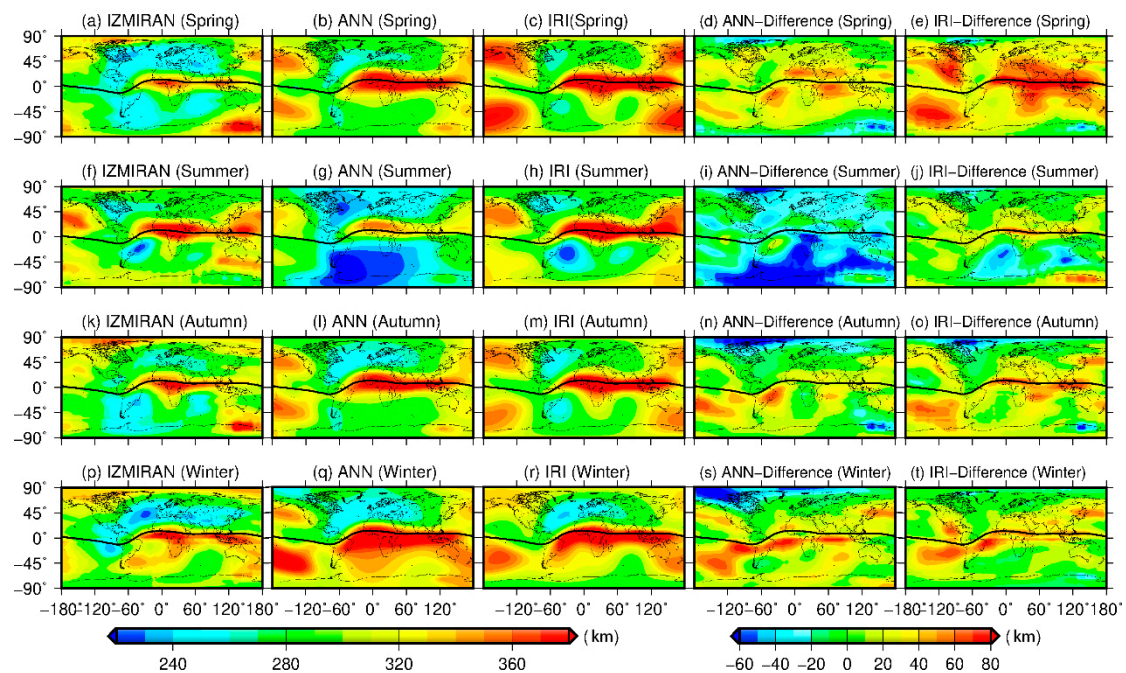 (a) IZMIRAN (Spring) (b) ANN (Spring) (c) IRI(Spring) (d) ANN−Difference (Spring) (e) IRI−Difference (Spring)
90°
45°
0°
−45°
−90°
(f) IZMIRAN (Summer) (g) ANN (Summer) (h) IRI (Summer) (i) ANN−Difference (Summer) (j) IRI−Difference (Summer)
90°
45°
0°
−45°
−90°
(k) IZMIRAN (Autumn) (l) ANN (Autumn) (m) IRI (Autumn) (n) ANN−Difference (Autumn) (o) IRI−Difference (Autumn)
90°
45°
0°
−45°
−90°
(p) IZMIRAN (Winter) (q) ANN (Winter) (r) IRI (Winter) (s) ANN−Difference (Winter) (t) IRI−Difference (Winter)
90°
45°
0°
−45°
−90°
−180°−120°−60° 0° 60° 120° −180°−120°−60° 0° 60° 120° −180°−120°−60° 0° 60° 120° −180°−120°−60° 0° 60° 120° −180°−120°−60° 0° 60° 120° 180°
240 280 320 360 (km)
−60 −40 −20 0 20 40 60 80 (km)